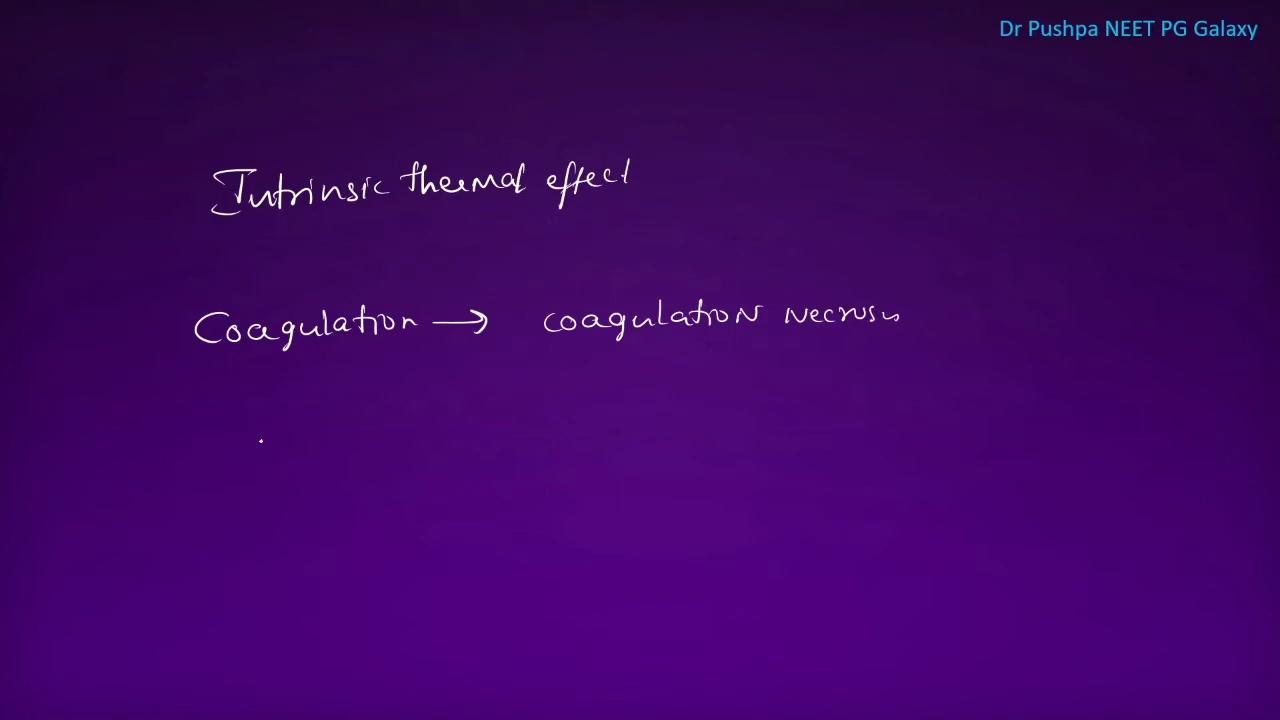 Dr Pushpa NEET PG Galaxy
Intrinsic thermal effect
Coagulation → coagulation necrosis